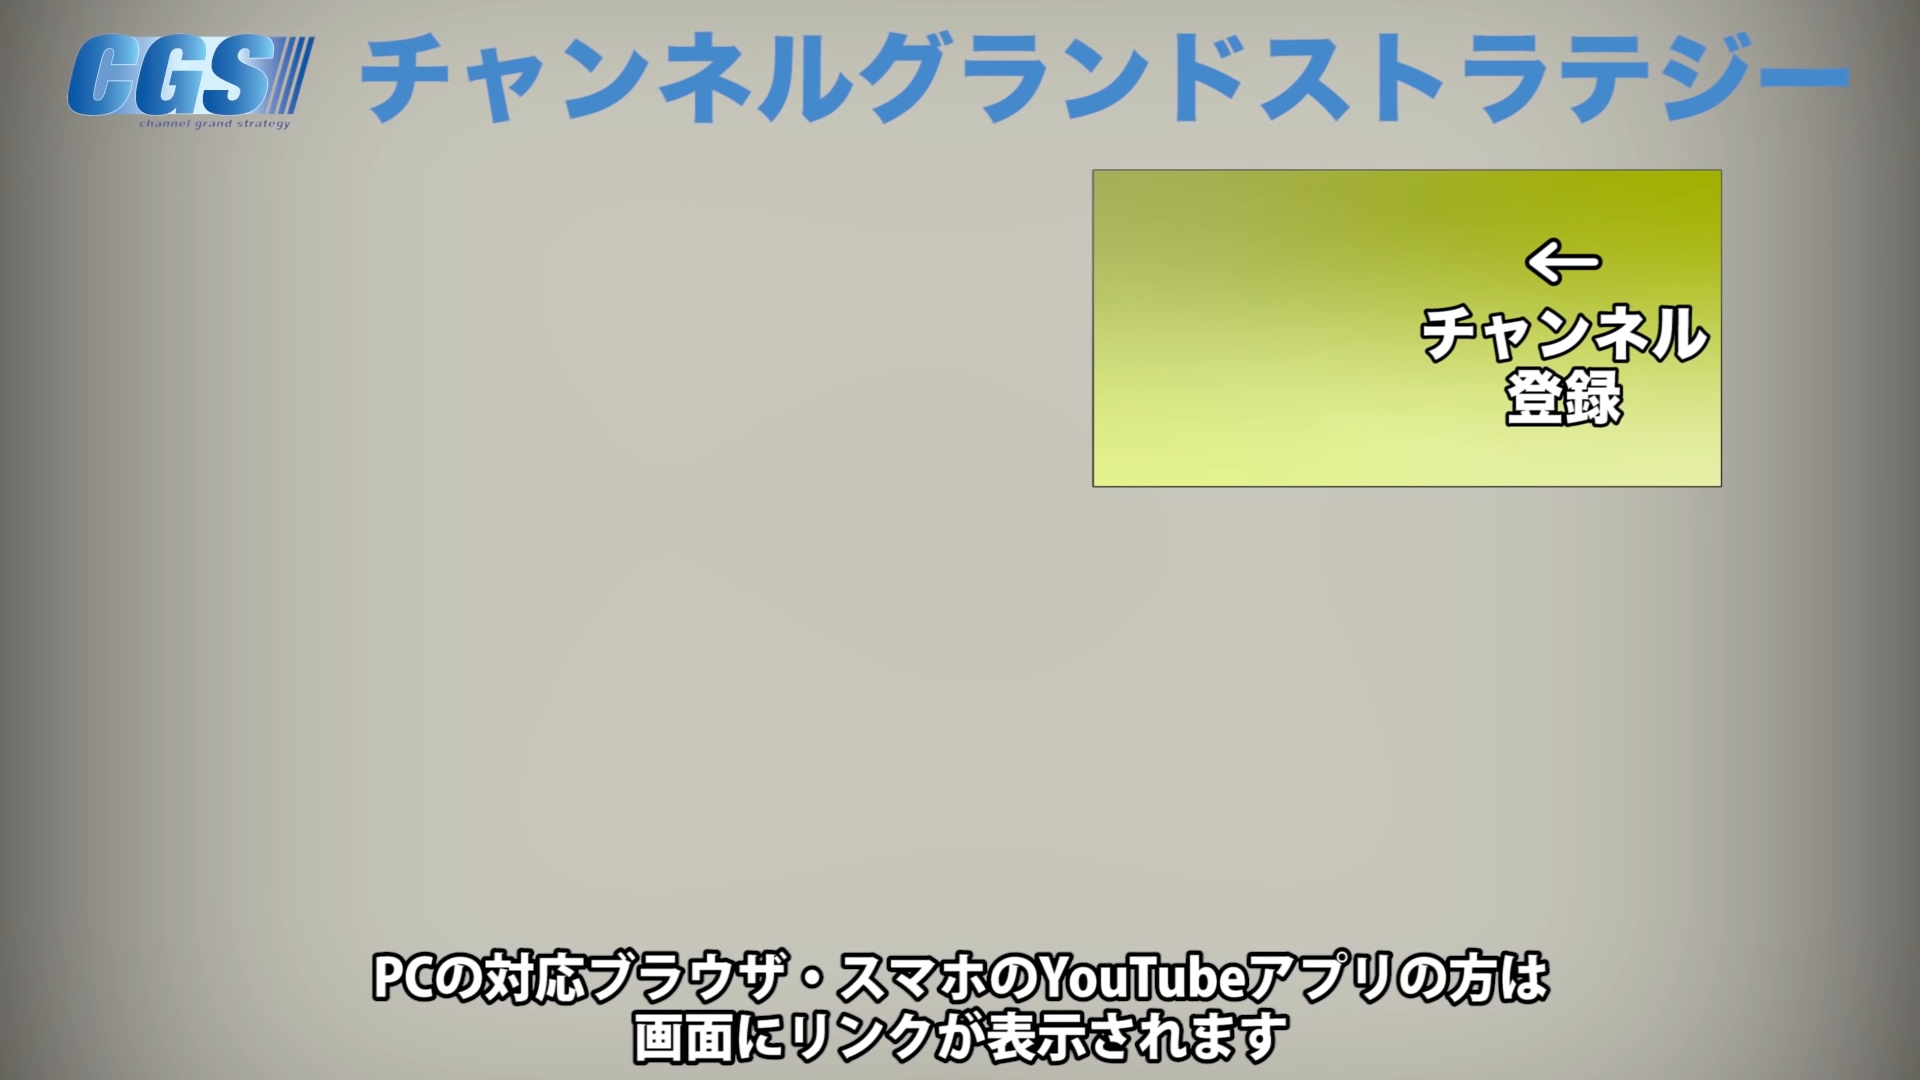 CGS
channel grand strategy
チャンネルグランドストラテジー
←
チャンネル
登録
PCの対応ブラウザ・スマホのYouTubeアプリの方は
画面にリンクが表示されます